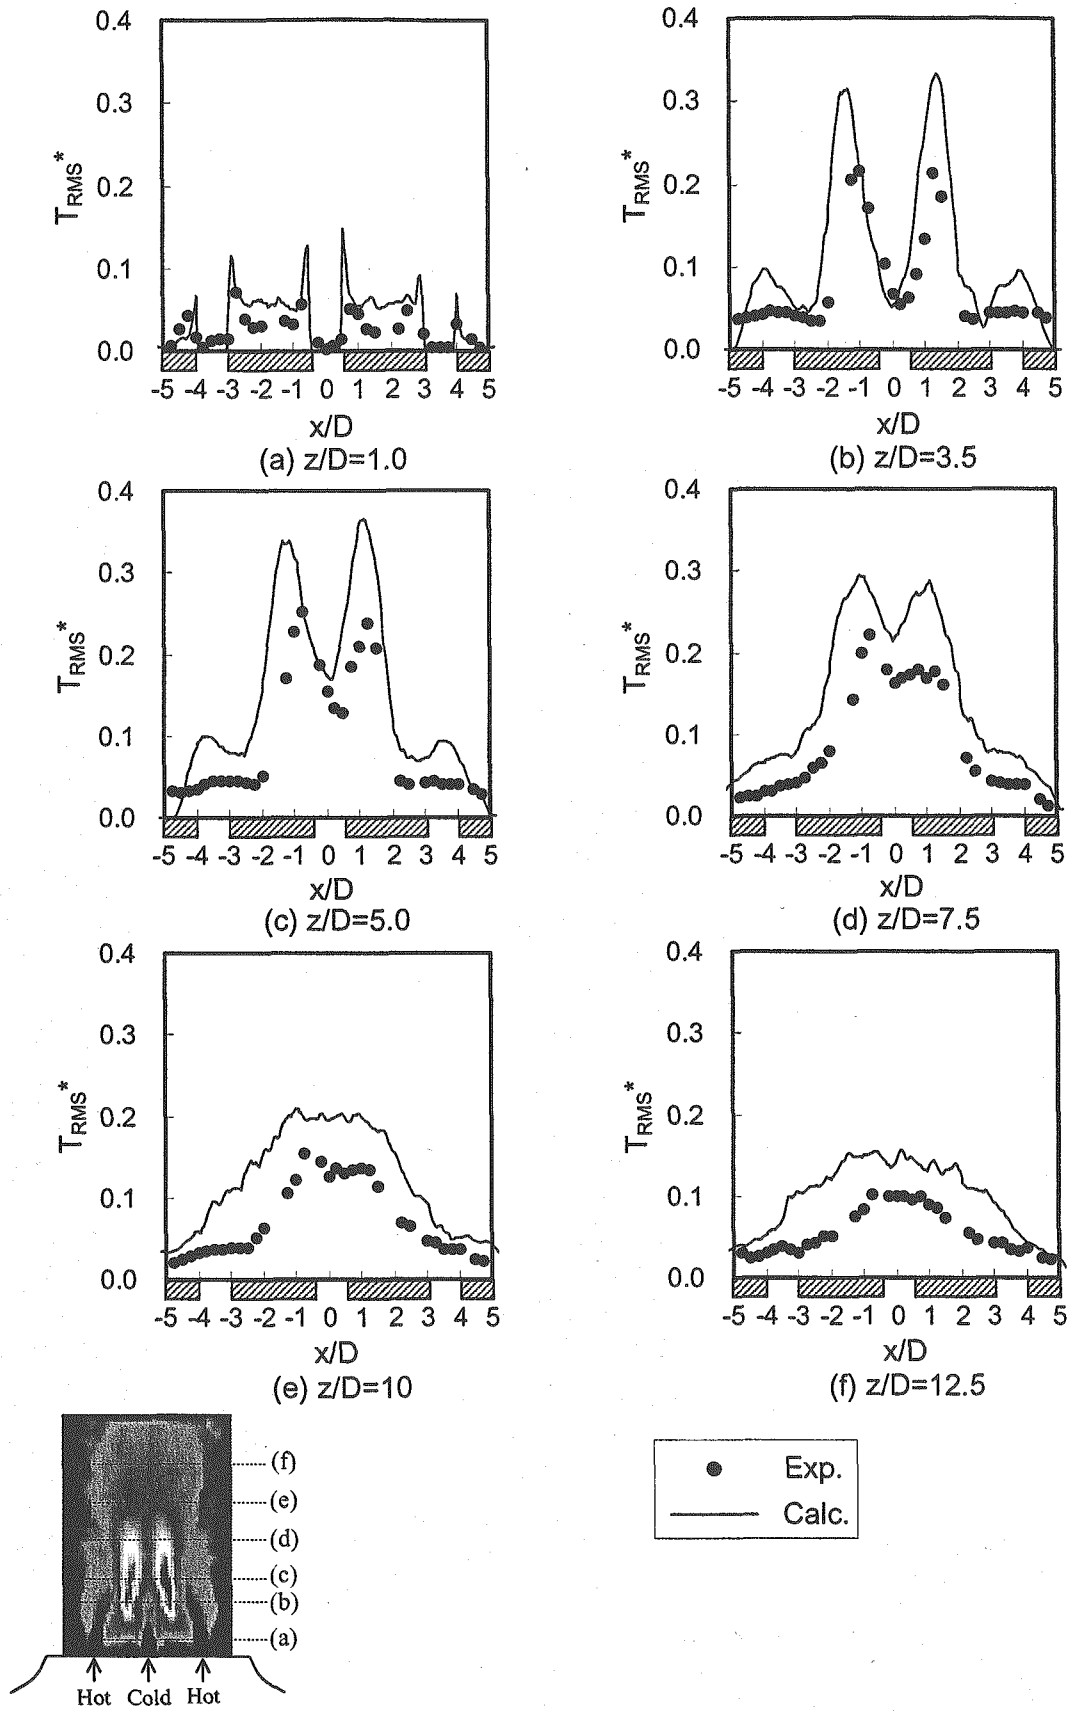 0.4
0.3
0.2
0.1
0.0
T_RMS*
-5 -4 -3 -2 -1 0 1 2 3 4 5
x/D
(a) z/D=1.0
0.4
0.3
0.2
0.1
0.0
T_RMS*
-5 -4 -3 -2 -1 0 1 2 3 4 5
x/D
(b) z/D=3.5
0.4
0.3
0.2
0.1
0.0
T_RMS*
-5 -4 -3 -2 -1 0 1 2 3 4 5
x/D
(c) z/D=5.0
0.4
0.3
0.2
0.1
0.0
T_RMS*
-5 -4 -3 -2 -1 0 1 2 3 4 5
x/D
(d) z/D=7.5
0.4
0.3
0.2
0.1
0.0
T_RMS*
-5 -4 -3 -2 -1 0 1 2 3 4 5
x/D
(e) z/D=10
0.4
0.3
0.2
0.1
0.0
T_RMS*
-5 -4 -3 -2 -1 0 1 2 3 4 5
x/D
(f) z/D=12.5
(f)
(e)
(d)
(c)
(b)
(a)
Hot Cold Hot
Exp.
Calc.